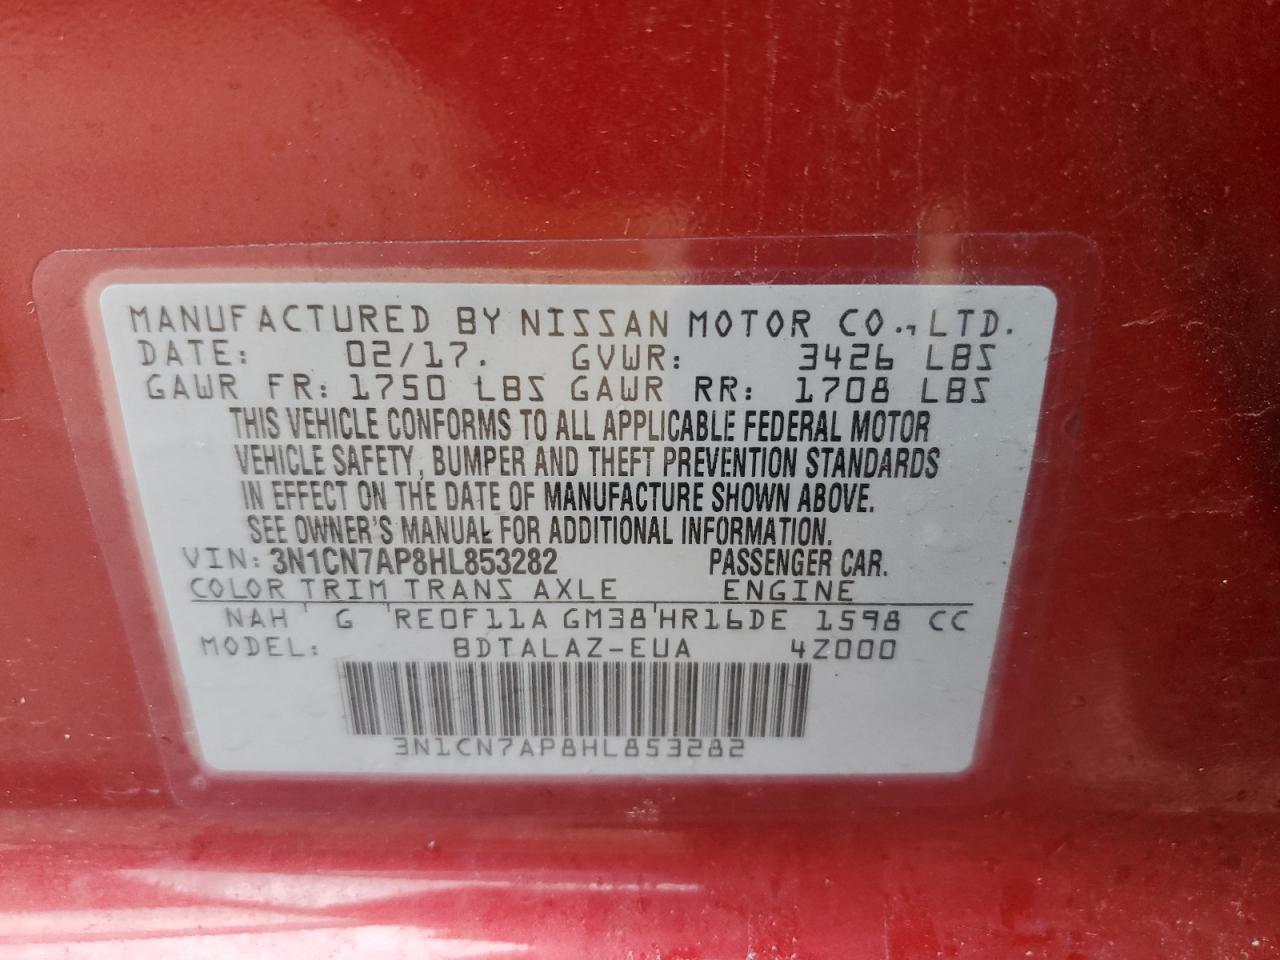 MANUFACTURED BY NISSAN MOTOR CO., LTD.
DATE: 02/17. GVWR: 3426 LBS
GAWR FR: 1750 LBS GAWR RR: 1708 LBS
THIS VEHICLE CONFORMS TO ALL APPLICABLE FEDERAL MOTOR
VEHICLE SAFETY, BUMPER AND THEFT PREVENTION STANDARDS
IN EFFECT ON THE DATE OF MANUFACTURE SHOWN ABOVE.
SEE OWNER'S MANUAL FOR ADDITIONAL INFORMATION.
VIN: 3N1CN7AP8HL853282 PASSENGER CAR.
COLOR TRIM TRANS AXLE ENGINE
NAH G RE0F11A GM38 HR16DE 1598 CC
MODEL: BDTALAZ-EUA 4Z000
3N1CN7AP8HL853282